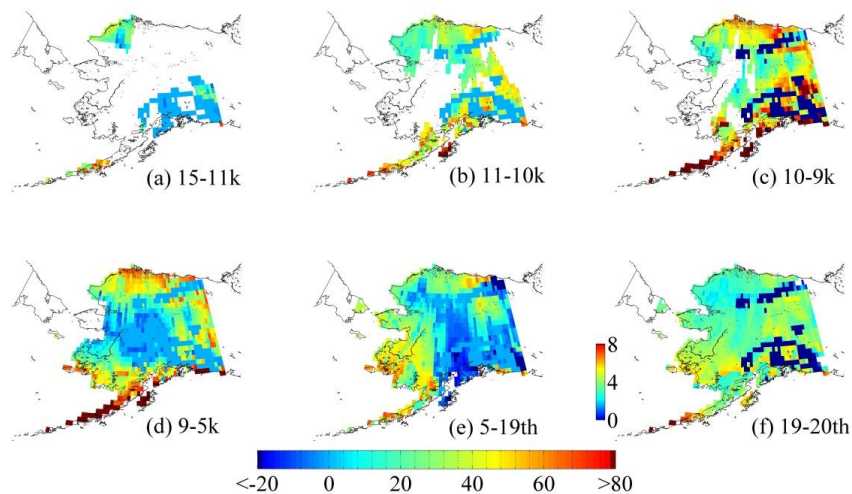 (a) 15-11k
(b) 11-10k
(c) 10-9k
(d) 9-5k
(e) 5-19th
8
4
0
(f) 19-20th
<-20 0 20 40 60 >80